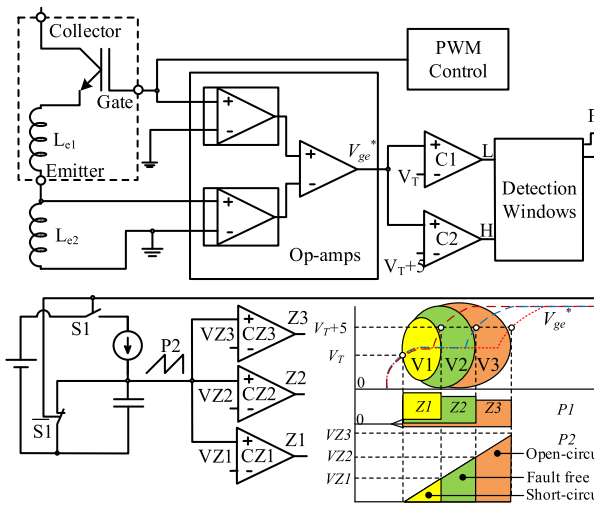 Collector
Gate
L e1
Emitter
L e2
PWM
Control
+
-
+
-
+
-
Vge*
Op-amps
+
C1
-
VT
L
+
C2
-
VT+5
H
Detection
Windows
S1
S1
P2
Z3
+
CZ3
-
VZ3
Z2
+
CZ2
-
VZ2
Z1
+
CZ1
-
VZ1
VT+5
VT
0
V1 V2 V3
Vge*
0
Z1 Z2 Z3
P1
VZ3
VZ2
VZ1
P2
Open-circu
Fault free
Short-circu